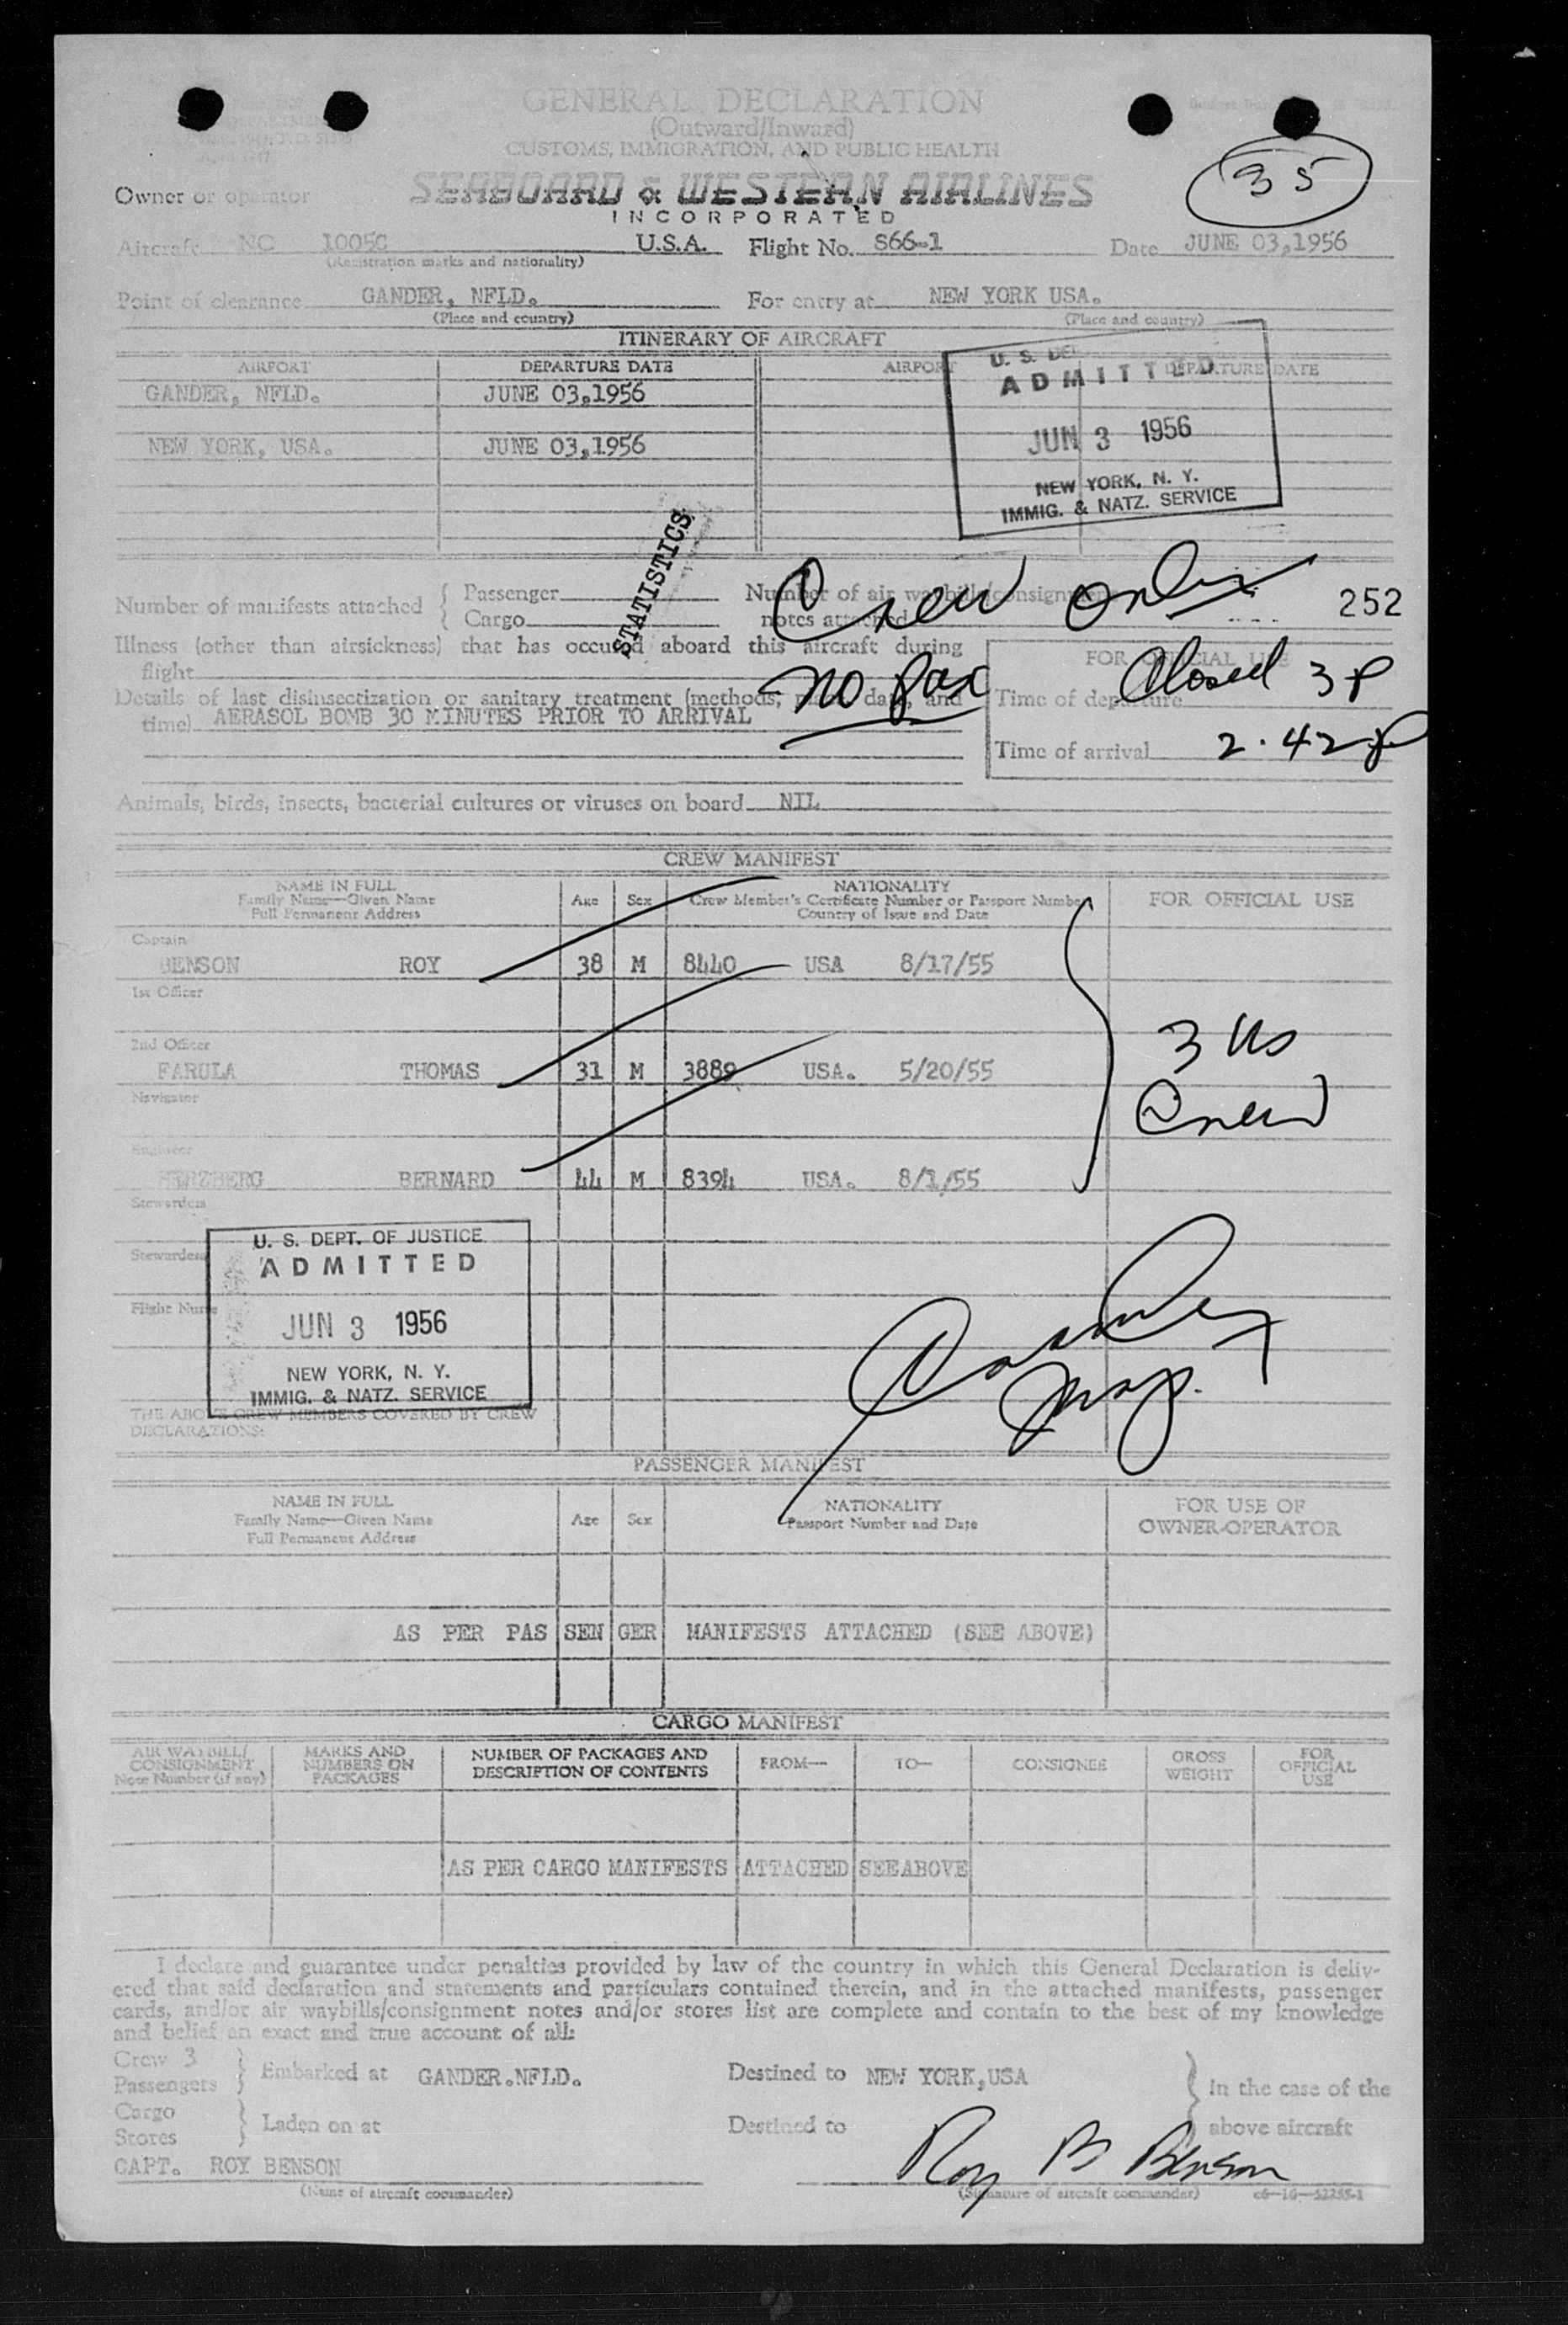 GENERAL DECLARATION
(Outward/Inward)
CUSTOMS, IMMIGRATION, AND PUBLIC HEALTH
35
Owner or operator SEABOARD & WESTERN AIRLINES
INCORPORATED
Aircraft NC 1005C U.S.A. Flight No. S66-1 Date JUNE 03,1956
(Registration marks and nationality)
Point of clearance GANDER, NFLD. For entry at NEW YORK USA.
(Place and country) (Place and country)
ITINERARY OF AIRCRAFT
AIRPORT DEPARTURE DATE AIRPORT DEPARTURE DATE
GANDER, NFLD. JUNE 03,1956
NEW YORK, USA. JUNE 03,1956
U. S. DE
ADMITTED
JUN 3 1956
NEW YORK, N. Y.
IMMIG. & NATZ. SERVICE
STATISTICS
Number of manifests attached { Passenger Number of air waybills/consignment
Cargo notes attached
Crew only
252
Illness (other than airsickness) that has occured aboard this aircraft during
flight
no pax
FOR OFFICIAL USE
Time of departure Closed 3 P
Details of last disinsectization or sanitary treatment (methods, place, date, and
time) AERASOL BOMB 30 MINUTES PRIOR TO ARRIVAL
Time of arrival 2.42 P
Animals, birds, insects, bacterial cultures or viruses on board NIL
CREW MANIFEST
NAME IN FULL
Family Name—Given Name
Full Permanent Address
Age Sex
NATIONALITY
Crew Member's Certificate Number or Passport Number
Country of Issue and Date
FOR OFFICIAL USE
Captain
BENSON ROY 38 M 8440 USA 8/17/55
1st Officer
2nd Officer
FARULA THOMAS 31 M 3889 USA. 5/20/55
Navigator
Engineer
HERZBERG BERNARD 44 M 8394 USA. 8/1/55
3 US
Crew
Stewardess
Stewardess
Flight Nurse
U. S. DEPT. OF JUSTICE
ADMITTED
JUN 3 1956
NEW YORK, N. Y.
IMMIG. & NATZ. SERVICE
THE ABOVE CREW MEMBERS COVERED BY CREW
DECLARATIONS:
PASSENGER MANIFEST
NAME IN FULL
Family Name—Given Name
Full Permanent Address
Age Sex
NATIONALITY
Passport Number and Date
FOR USE OF
OWNER-OPERATOR
AS PER PAS SEN GER MANIFESTS ATTACHED (SEE ABOVE)
CARGO MANIFEST
AIR WAYBILL/
CONSIGNMENT
Note Number (if any)
MARKS AND
NUMBERS ON
PACKAGES
NUMBER OF PACKAGES AND
DESCRIPTION OF CONTENTS
FROM— TO— CONSIGNEE
GROSS
WEIGHT
FOR
OFFICIAL
USE
AS PER CARGO MANIFESTS ATTACHED SEEABOVE
I declare and guarantee under penalties provided by law of the country in which this General Declaration is deliv-
ered that said declaration and statements and particulars contained therein, and in the attached manifests, passenger
cards, and/or air waybills/consignment notes and/or stores list are complete and contain to the best of my knowledge
and belief an exact and true account of all:
Crew 3
Passengers } Embarked at GANDER.NFLD. Destined to NEW YORK,USA } In the case of the
Cargo
Stores } Laden on at Destined to above aircraft
CAPT. ROY BENSON Roy B Benson
(Name of aircraft commander) (Signature of aircraft commander)